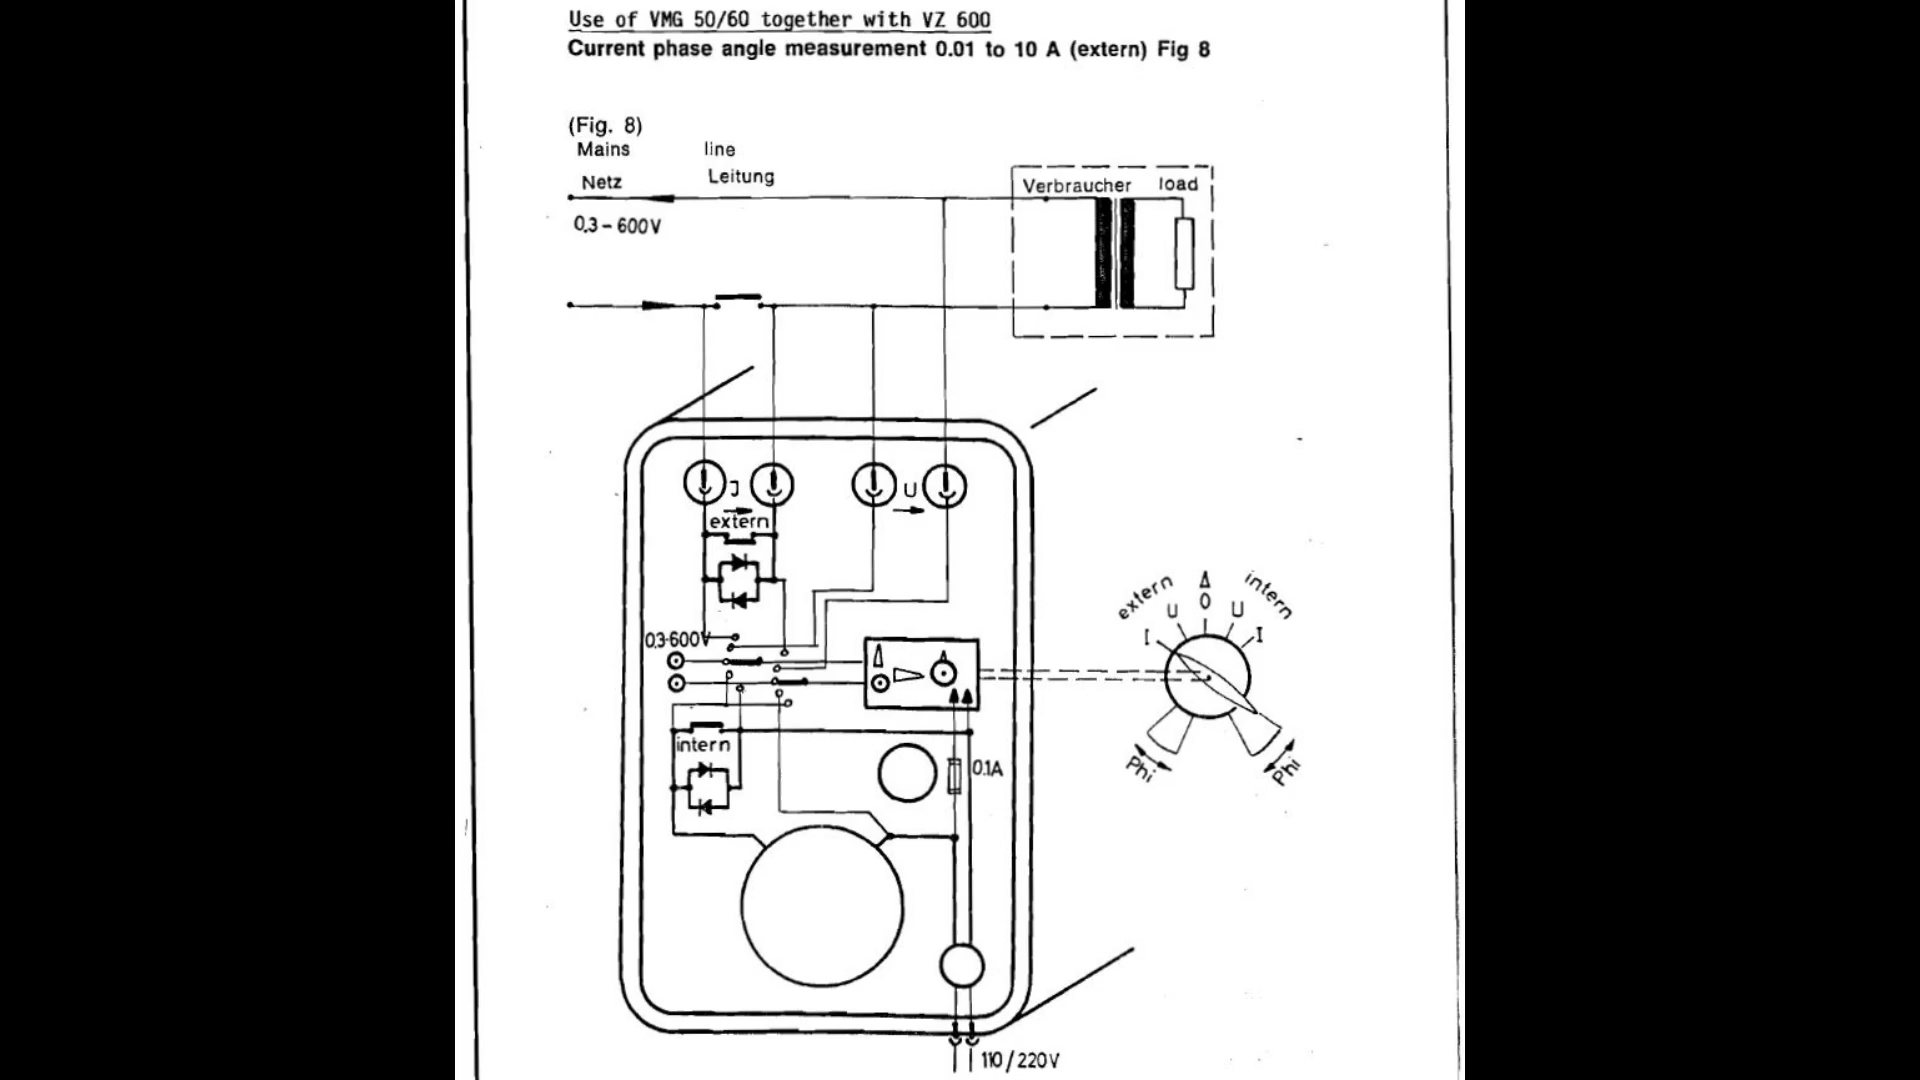 Use of VMG 50/60 together with VZ 600
Current phase angle measurement 0.01 to 10 A (extern) Fig 8
(Fig. 8)
Mains line
Netz Leitung
0,3 – 600V
Verbraucher load
J U
extern
0,3-600V
intern
0.1A
110/220V
extern intern
I U 0 U I
Phi Phi